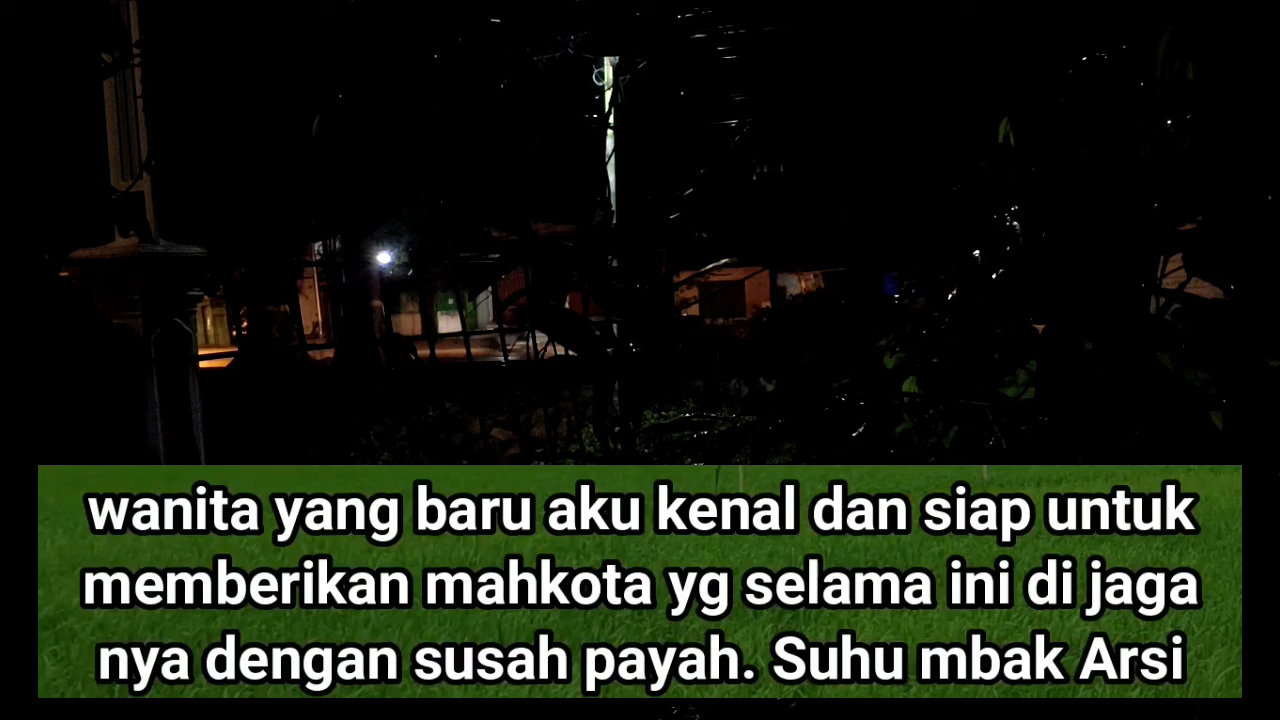 wanita yang baru aku kenal dan siap untuk
memberikan mahkota yg selama ini di jaga
nya dengan susah payah. Suhu mbak Arsi